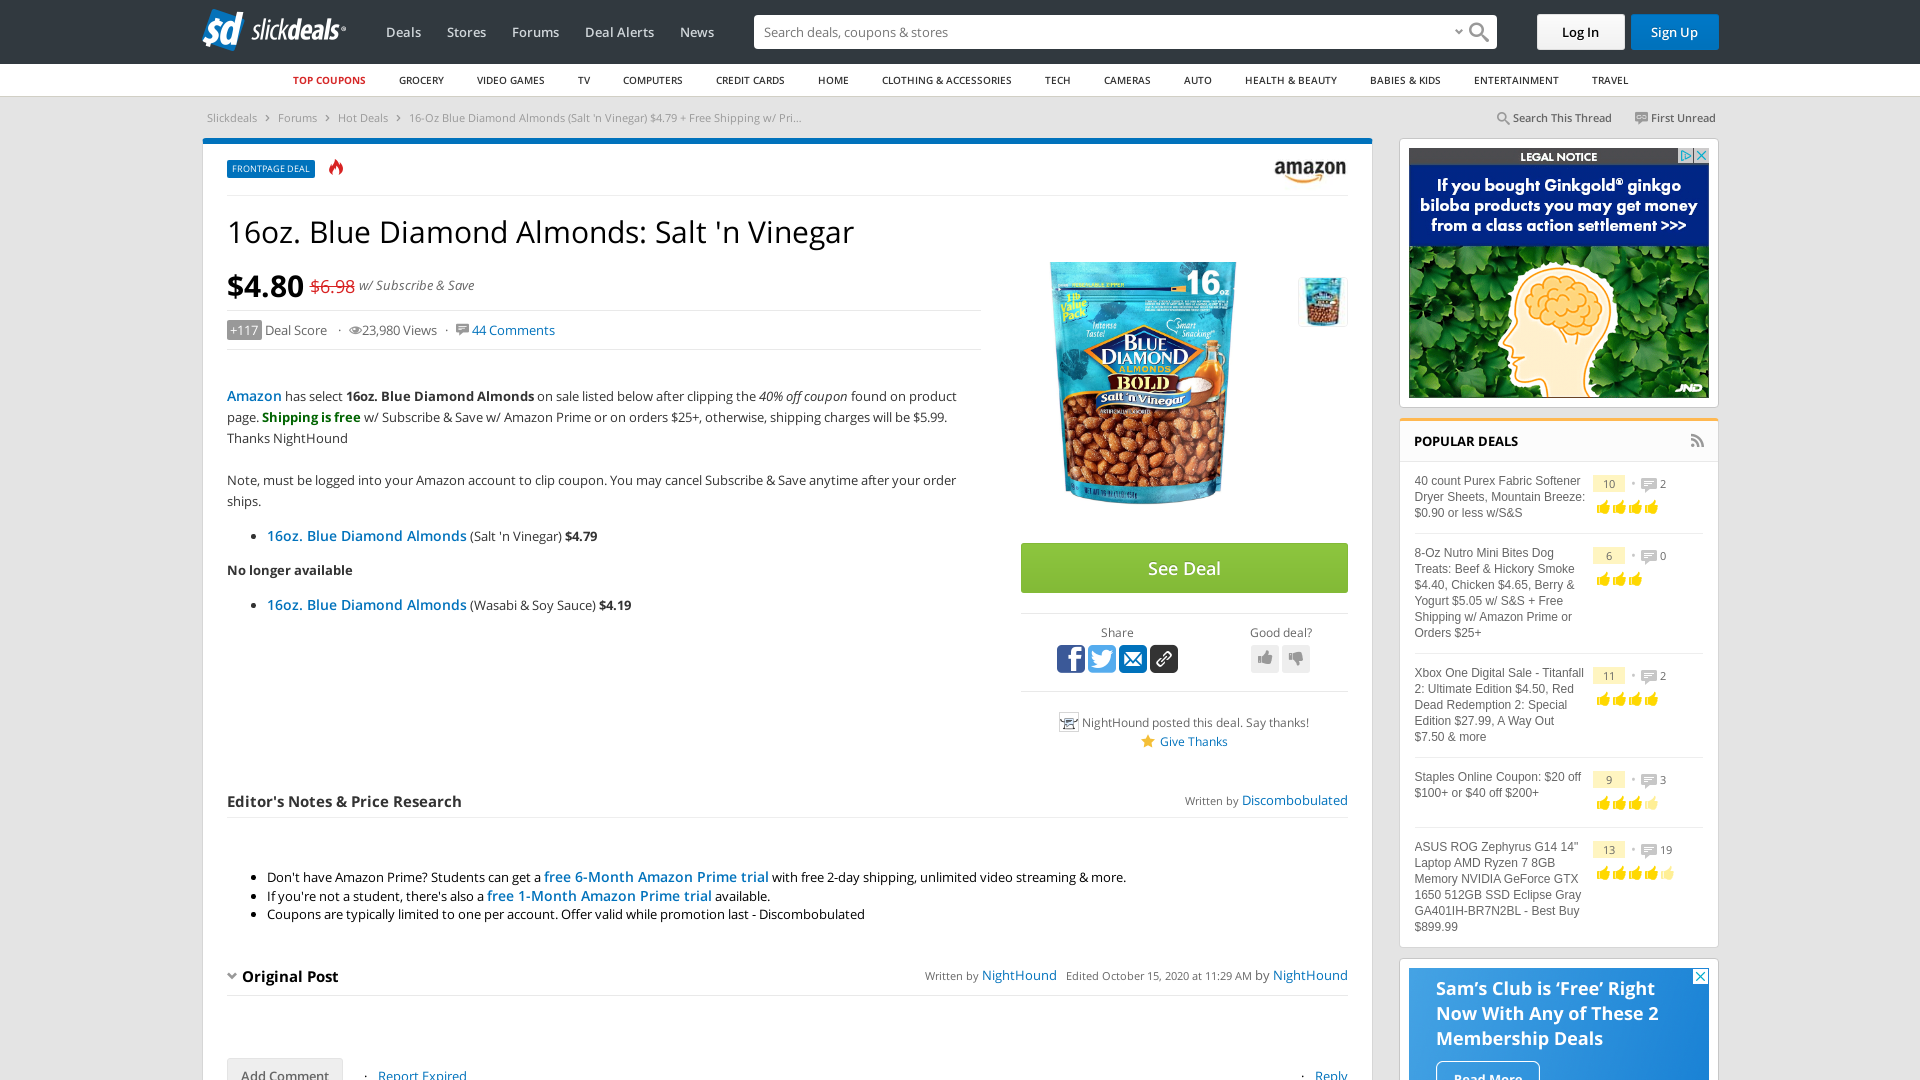 slickdeals
Deals
Stores
Forums
Deal Alerts
News
Search deals, coupons & stores
Log In
Sign Up
TOP COUPONS
GROCERY
VIDEO GAMES
TV
COMPUTERS
CREDIT CARDS
HOME
CLOTHING & ACCESSORIES
TECH
CAMERAS
AUTO
HEALTH & BEAUTY
BABIES & KIDS
ENTERTAINMENT
TRAVEL
Slickdeals
Forums
Hot Deals
16-Oz Blue Diamond Almonds (Salt 'n Vinegar) $4.79 + Free Shipping w/ Pri...
Search This Thread
First Unread
FRONTPAGE DEAL
amazon
16oz. Blue Diamond Almonds: Salt 'n Vinegar
$4.80 $6.98 w/ Subscribe & Save
+117 Deal Score · 23,980 Views · 44 Comments
Amazon has select 16oz. Blue Diamond Almonds on sale listed below after clipping the 40% off coupon found on product
page. Shipping is free w/ Subscribe & Save w/ Amazon Prime or on orders $25+, otherwise, shipping charges will be $5.99.
Thanks NightHound
Note, must be logged into your Amazon account to clip coupon. You may cancel Subscribe & Save anytime after your order
ships.
16oz. Blue Diamond Almonds (Salt 'n Vinegar) $4.79
No longer available
16oz. Blue Diamond Almonds (Wasabi & Soy Sauce) $4.19
16 oz
1 lb
Value
Pack
Intense
Taste!
Smart
Snacking!
BLUE
DIAMOND
ALMONDS
BOLD
Salt 'n Vinegar
See Deal
Share
Good deal?
NightHound posted this deal. Say thanks!
Give Thanks
Editor's Notes & Price Research
Written by Discombobulated
Don't have Amazon Prime? Students can get a free 6-Month Amazon Prime trial with free 2-day shipping, unlimited video streaming & more.
If you're not a student, there's also a free 1-Month Amazon Prime trial available.
Coupons are typically limited to one per account. Offer valid while promotion last - Discombobulated
Original Post
Written by NightHound Edited October 15, 2020 at 11:29 AM by NightHound
Add Comment
· Report Expired
· Reply
LEGAL NOTICE
If you bought Ginkgold® ginkgo
biloba products you may get money
from a class action settlement >>>
JND
POPULAR DEALS
40 count Purex Fabric Softener
Dryer Sheets, Mountain Breeze:
$0.90 or less w/S&S
10 • 2
8-Oz Nutro Mini Bites Dog
Treats: Beef & Hickory Smoke
$4.40, Chicken $4.65, Berry &
Yogurt $5.05 w/ S&S + Free
Shipping w/ Amazon Prime or
Orders $25+
6 • 0
Xbox One Digital Sale - Titanfall
2: Ultimate Edition $4.50, Red
Dead Redemption 2: Special
Edition $27.99, A Way Out
$7.50 & more
11 • 2
Staples Online Coupon: $20 off
$100+ or $40 off $200+
9 • 3
ASUS ROG Zephyrus G14 14"
Laptop AMD Ryzen 7 8GB
Memory NVIDIA GeForce GTX
1650 512GB SSD Eclipse Gray
GA401IH-BR7N2BL - Best Buy
$899.99
13 • 19
Sam's Club is 'Free' Right
Now With Any of These 2
Membership Deals
Read More